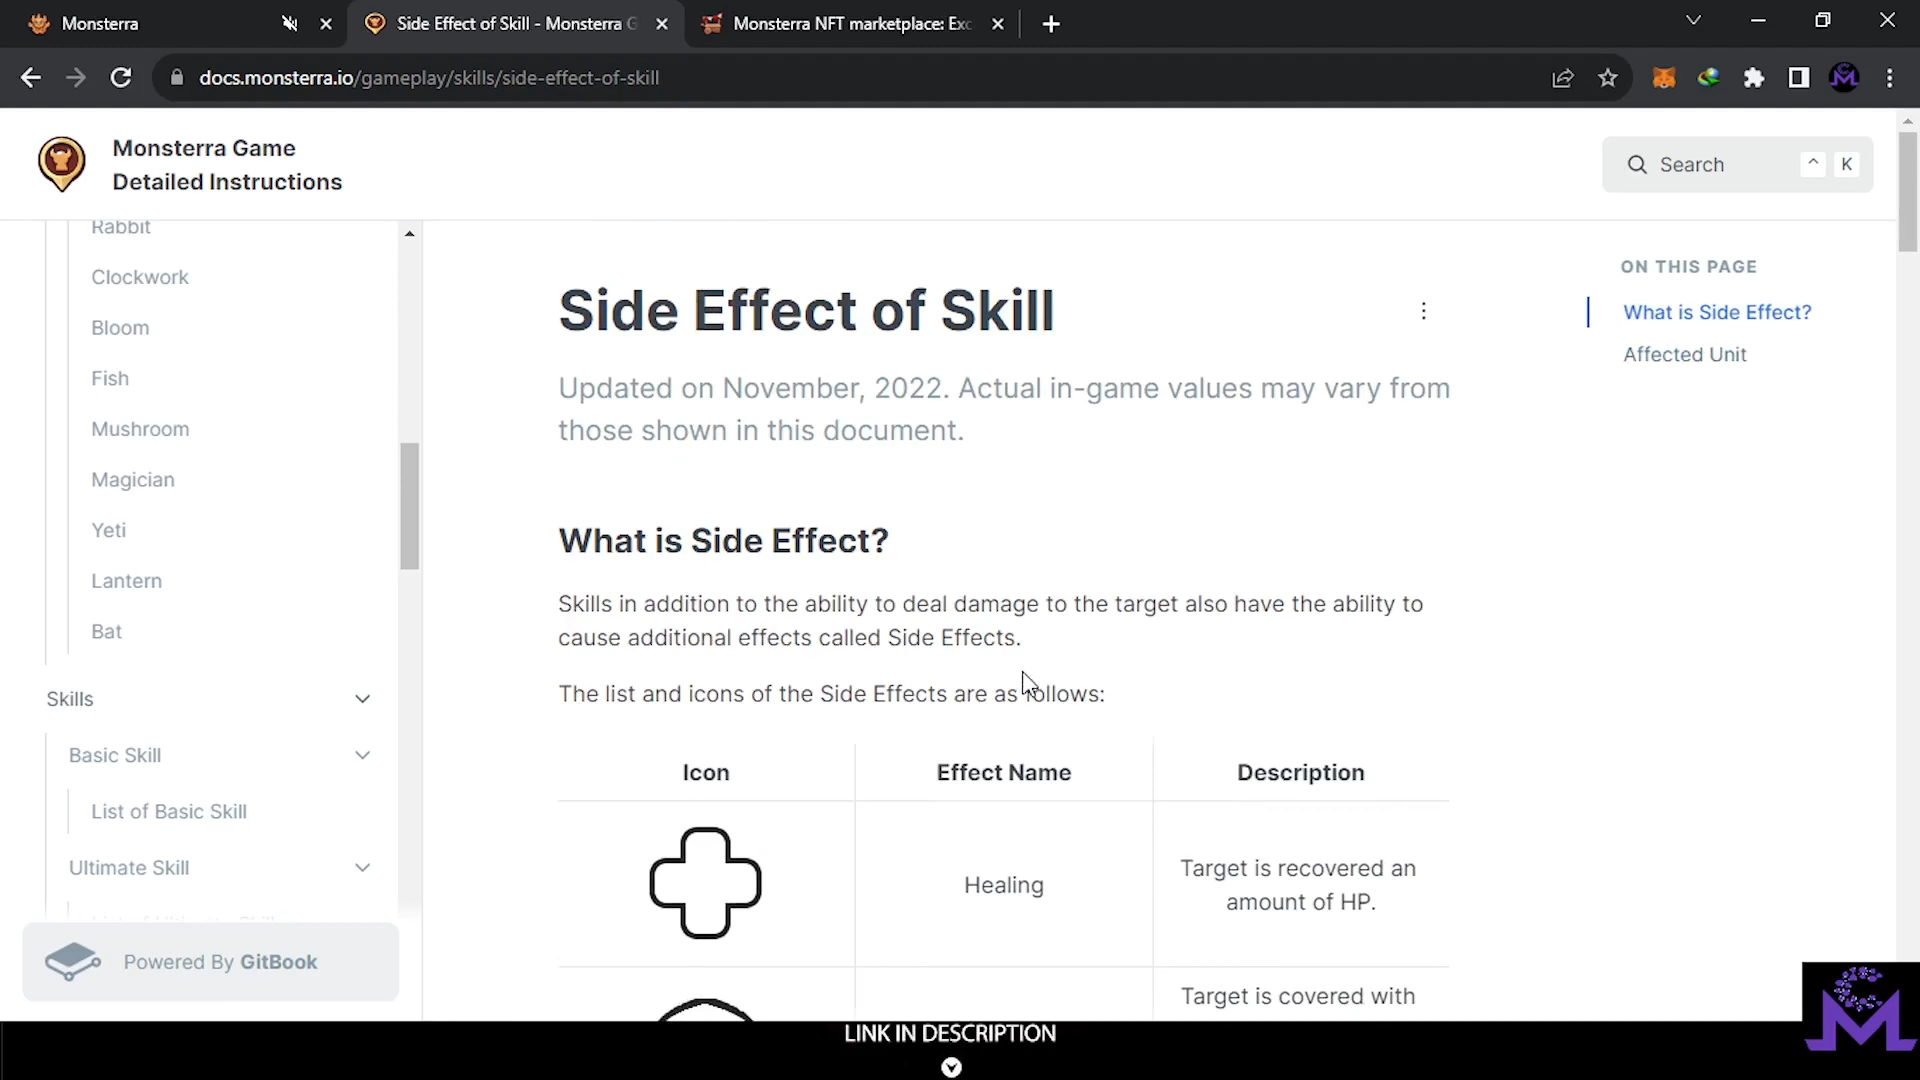 Monsterra
Side Effect of Skill - Monsterra G
Monsterra NFT marketplace: Exc
docs.monsterra.io/gameplay/skills/side-effect-of-skill
Monsterra Game
Detailed Instructions
Search
^ K
Rabbit
Clockwork
Bloom
Fish
Mushroom
Magician
Yeti
Lantern
Bat
Skills
Basic Skill
List of Basic Skill
Ultimate Skill
Powered By GitBook
Side Effect of Skill
Updated on November, 2022. Actual in-game values may vary from
those shown in this document.
What is Side Effect?
Skills in addition to the ability to deal damage to the target also have the ability to
cause additional effects called Side Effects.
The list and icons of the Side Effects are as follows:
Icon
Effect Name
Description
Healing
Target is recovered an
amount of HP.
Target is covered with
ON THIS PAGE
What is Side Effect?
Affected Unit
LINK IN DESCRIPTION
M